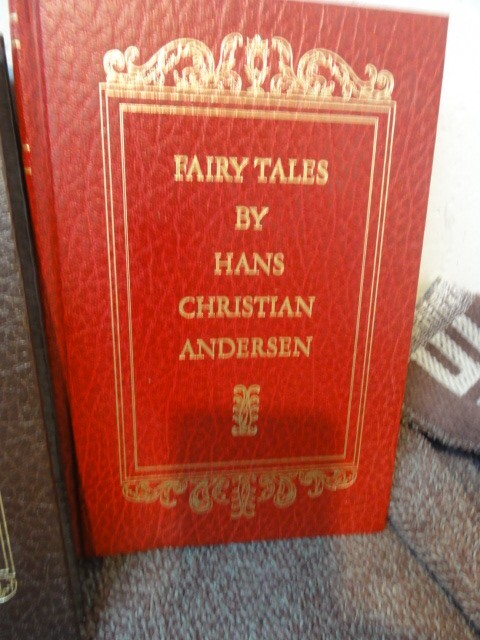 FAIRY TALES
BY
HANS
CHRISTIAN
ANDERSEN